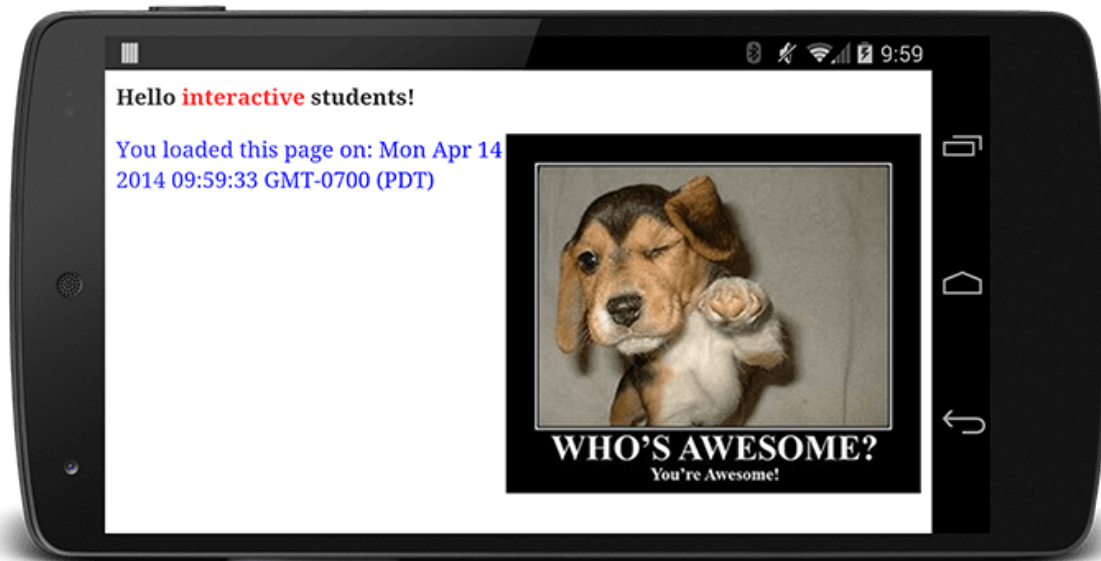 9:59
Hello interactive students!
You loaded this page on: Mon Apr 14
2014 09:59:33 GMT-0700 (PDT)
WHO'S AWESOME?
You're Awesome!